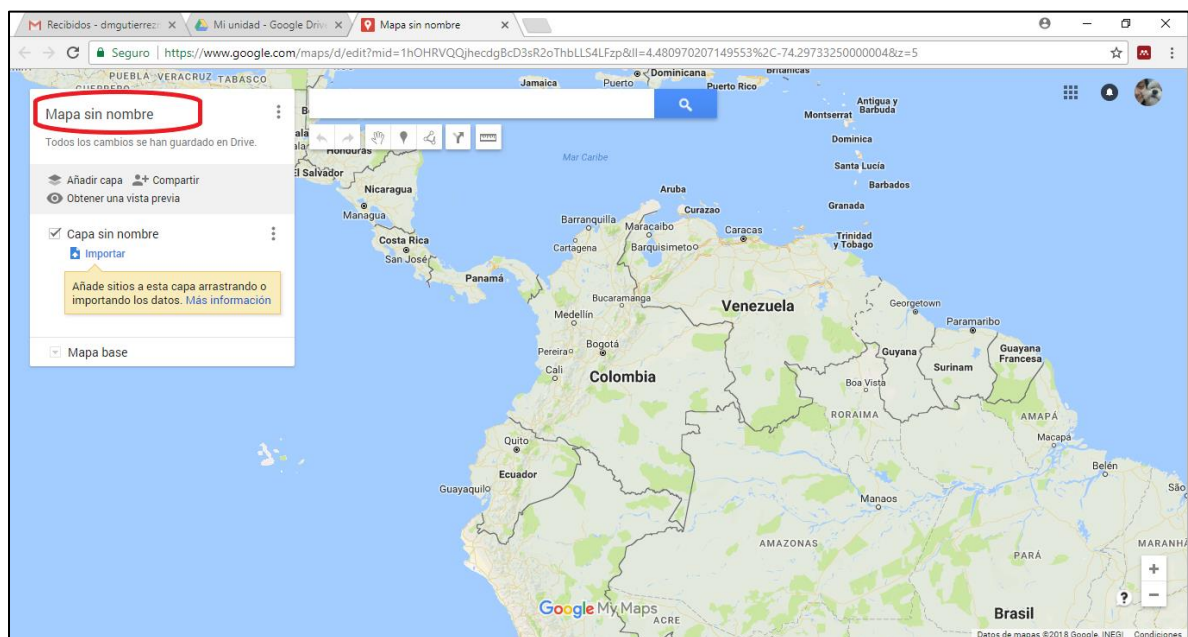 Recibidos - dmgutierrez
Mi unidad - Google Drive
Mapa sin nombre
Seguro | https://www.google.com/maps/d/edit?mid=1hOHRVQQjhecdgBcD3sR2oThbLLS4LFzp&ll=4.480970207149553%2C-74.29733250000004&z=5
PUEBLA VERACRUZ TABASCO
GUERRERO
Jamaica
Dominicana
Puerto
Puerto Rico
Británicas
Mapa sin nombre
Todos los cambios se han guardado en Drive.
Añadir capa
Compartir
Obtener una vista previa
Capa sin nombre
Importar
Añade sitios a esta capa arrastrando o
importando los datos. Más información
Mapa base
Antigua y
Barbuda
Montserrat
Dominica
Honduras
Mar Caribe
Santa Lucía
El Salvador
Nicaragua
Aruba
Barbados
Managua
Curazao
Granada
Barranquilla
Maracaibo
Caracas
Trinidad
y Tobago
Costa Rica
Cartagena
Barquisimeto
San José
Panamá
Bucaramanga
Venezuela
Georgetown
Medellín
Paramaribo
Pereira
Bogotá
Guyana
Guayana
Francesa
Surinam
Cali
Colombia
Boa Vista
RORAIMA
AMAPÁ
Quito
Macapá
Ecuador
Belén
São
Guayaquil
Manaos
AMAZONAS
PARÁ
MARANHÃ
Google My Maps
ACRE
Brasil
Datos de mapas ©2018 Google, INEGI
Condiciones